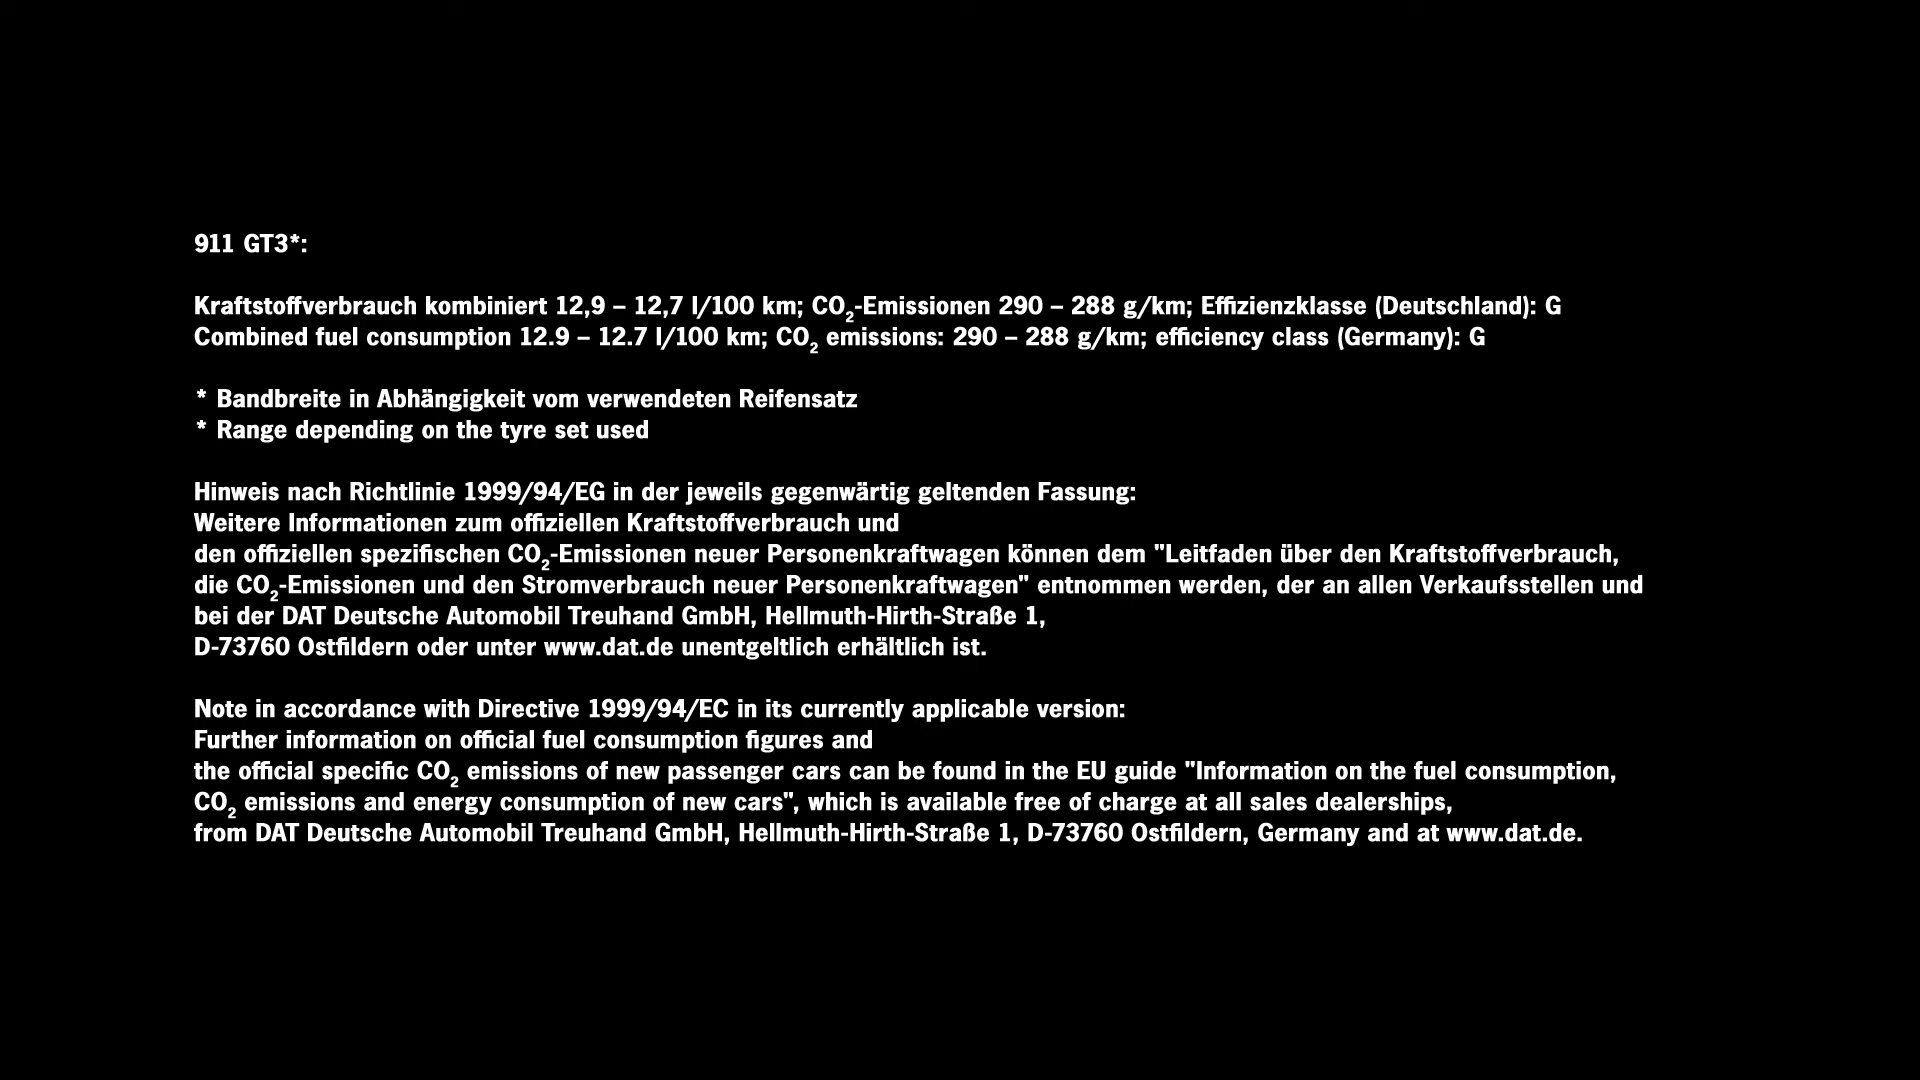 911 GT3*:
Kraftstoffverbrauch kombiniert 12,9 – 12,7 l/100 km; CO₂-Emissionen 290 – 288 g/km; Effizienzklasse (Deutschland): G
Combined fuel consumption 12.9 – 12.7 l/100 km; CO₂ emissions: 290 – 288 g/km; efficiency class (Germany): G
* Bandbreite in Abhängigkeit vom verwendeten Reifensatz
* Range depending on the tyre set used
Hinweis nach Richtlinie 1999/94/EG in der jeweils gegenwärtig geltenden Fassung:
Weitere Informationen zum offiziellen Kraftstoffverbrauch und
den offiziellen spezifischen CO₂-Emissionen neuer Personenkraftwagen können dem "Leitfaden über den Kraftstoffverbrauch,
die CO₂-Emissionen und den Stromverbrauch neuer Personenkraftwagen" entnommen werden, der an allen Verkaufsstellen und
bei der DAT Deutsche Automobil Treuhand GmbH, Hellmuth-Hirth-Straße 1,
D-73760 Ostfildern oder unter www.dat.de unentgeltlich erhältlich ist.
Note in accordance with Directive 1999/94/EC in its currently applicable version:
Further information on official fuel consumption figures and
the official specific CO₂ emissions of new passenger cars can be found in the EU guide "Information on the fuel consumption,
CO₂ emissions and energy consumption of new cars", which is available free of charge at all sales dealerships,
from DAT Deutsche Automobil Treuhand GmbH, Hellmuth-Hirth-Straße 1, D-73760 Ostfildern, Germany and at www.dat.de.